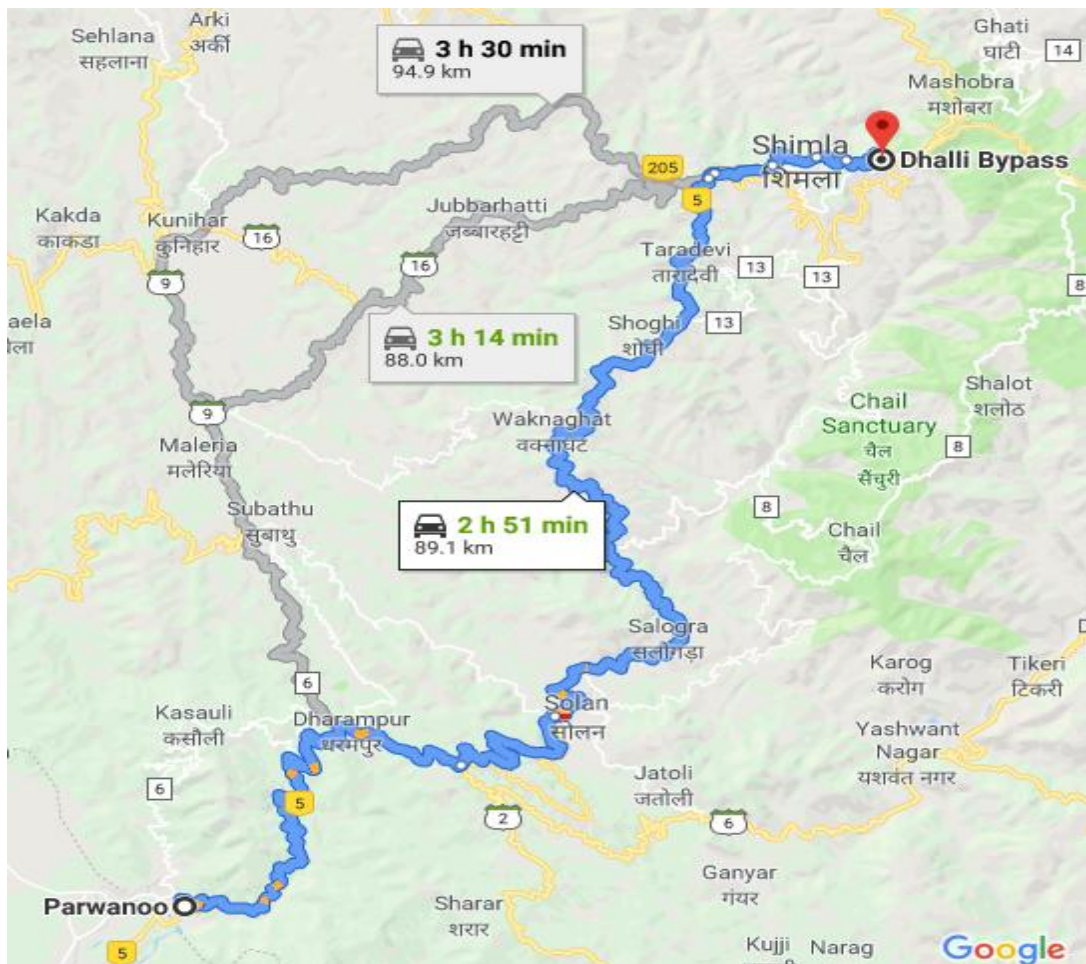 Arki
अर्की
Sehlana
सहलाना
3 h 30 min
94.9 km
Ghati
घाटी
14
Mashobra
मशोबरा
Shimla
शिमला
Dhalli Bypass
205
5
Kakda
काकडा
Kunihar
कुनिहार
16
Jubbarhatti
जब्बारहट्टी
9
16
Taradevi
तारादेवी
13
13
8
3 h 14 min
88.0 km
Shoghi
शोघी
13
Shalot
शलोठ
9
Waknaghat
वाकनाघाट
Chail
Sanctuary
चैल
सैंचुरी
8
Maleria
मलेरिया
Subathu
सुबाथु
2 h 51 min
89.1 km
8
Chail
चैल
Salogra
सलोगड़ा
Karog
करोग
Tikeri
टिकरी
6
Kasauli
कसौली
Dharampur
धरमपुर
Solan
सोलन
Yashwant
Nagar
यशवंत नगर
6
5
Jatoli
जतोली
2
6
Ganyar
गंयर
Parwanoo
Sharar
शरार
5
Kujji
Narag
Google